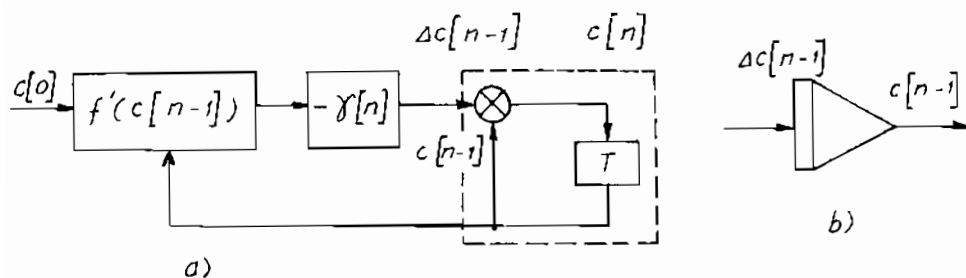 Δc[n-1]
c[n]
c[0]
f'(c[n-1])
-γ[n]
c[n-1]
T
a)
Δc[n-1]
c[n-1]
b)